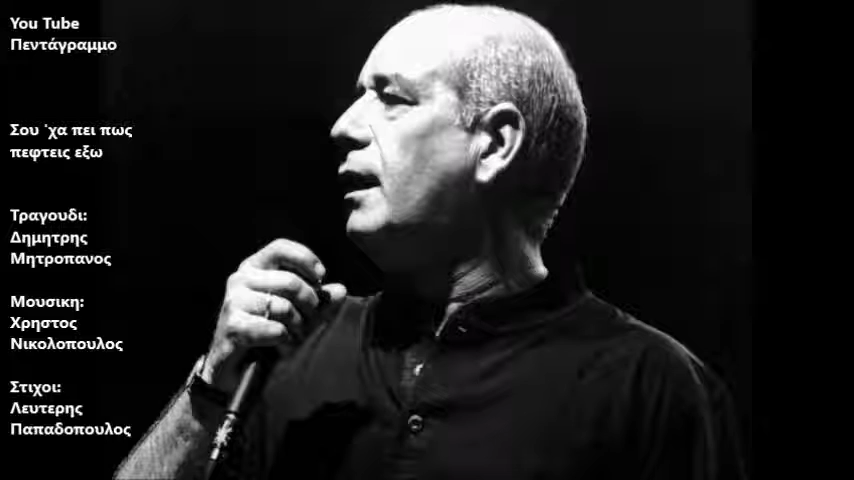 You Tube
Πεντάγραμμο
Σου 'χα πει πως
πεφτεις εξω
Τραγουδι:
Δημητρης
Μητροπανος
Μουσικη:
Χρηστος
Νικολοπουλος
Στιχοι:
Λευτερης
Παπαδοπουλος